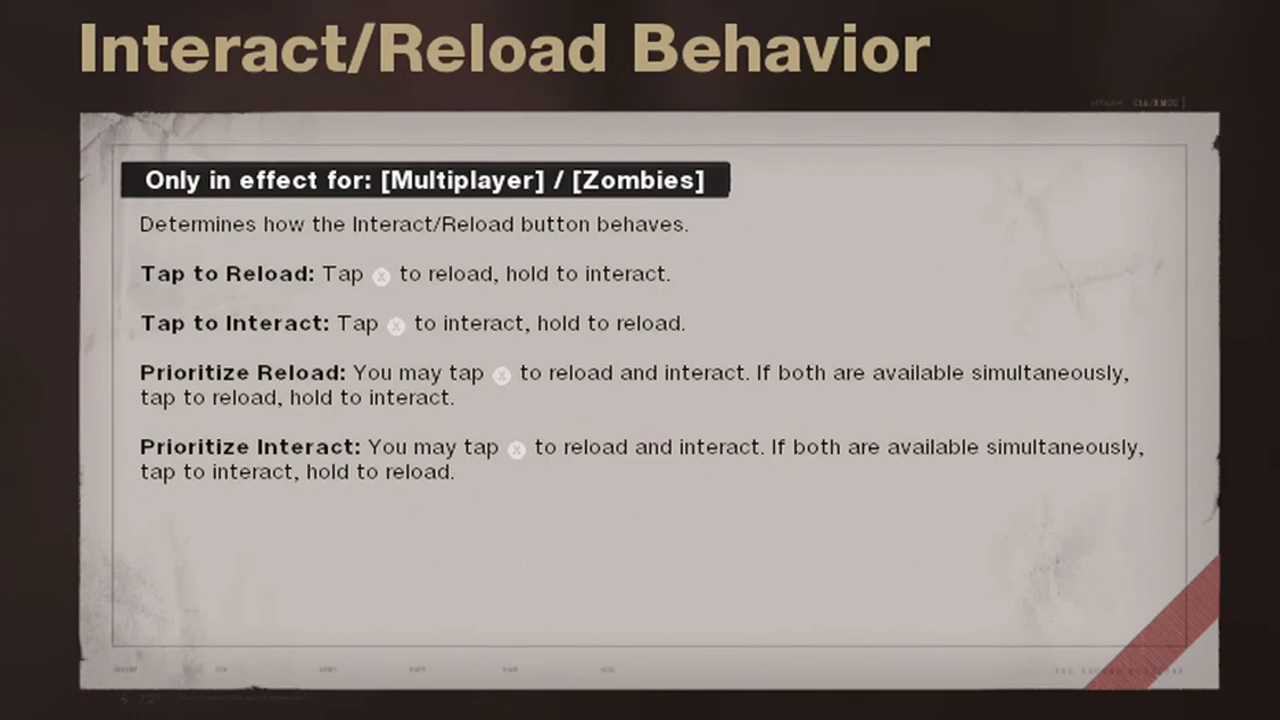 Interact/Reload Behavior
Only in effect for: [Multiplayer] / [Zombies]
Determines how the Interact/Reload button behaves.
Tap to Reload: Tap X to reload, hold to interact.
Tap to Interact: Tap X to interact, hold to reload.
Prioritize Reload: You may tap X to reload and interact. If both are available simultaneously,
tap to reload, hold to interact.
Prioritize Interact: You may tap X to reload and interact. If both are available simultaneously,
tap to interact, hold to reload.